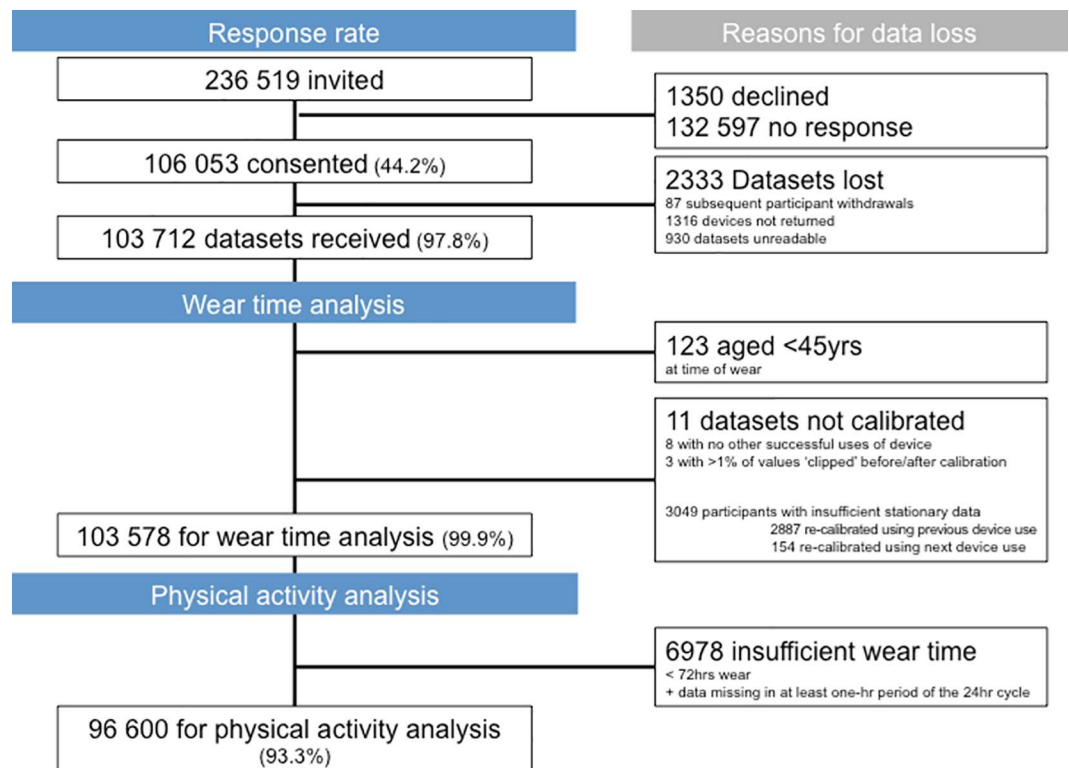 Response rate
Reasons for data loss
236 519 invited
1350 declined
132 597 no response
106 053 consented (44.2%)
2333 Datasets lost
87 subsequent participant withdrawals
1316 devices not returned
930 datasets unreadable
103 712 datasets received (97.8%)
Wear time analysis
123 aged <45yrs
at time of wear
11 datasets not calibrated
8 with no other successful uses of device
3 with >1% of values ‘clipped’ before/after calibration
3049 participants with insufficient stationary data
2887 re-calibrated using previous device use
154 re-calibrated using next device use
103 578 for wear time analysis (99.9%)
Physical activity analysis
6978 insufficient wear time
< 72hrs wear
+ data missing in at least one-hr period of the 24hr cycle
96 600 for physical activity analysis
(93.3%)